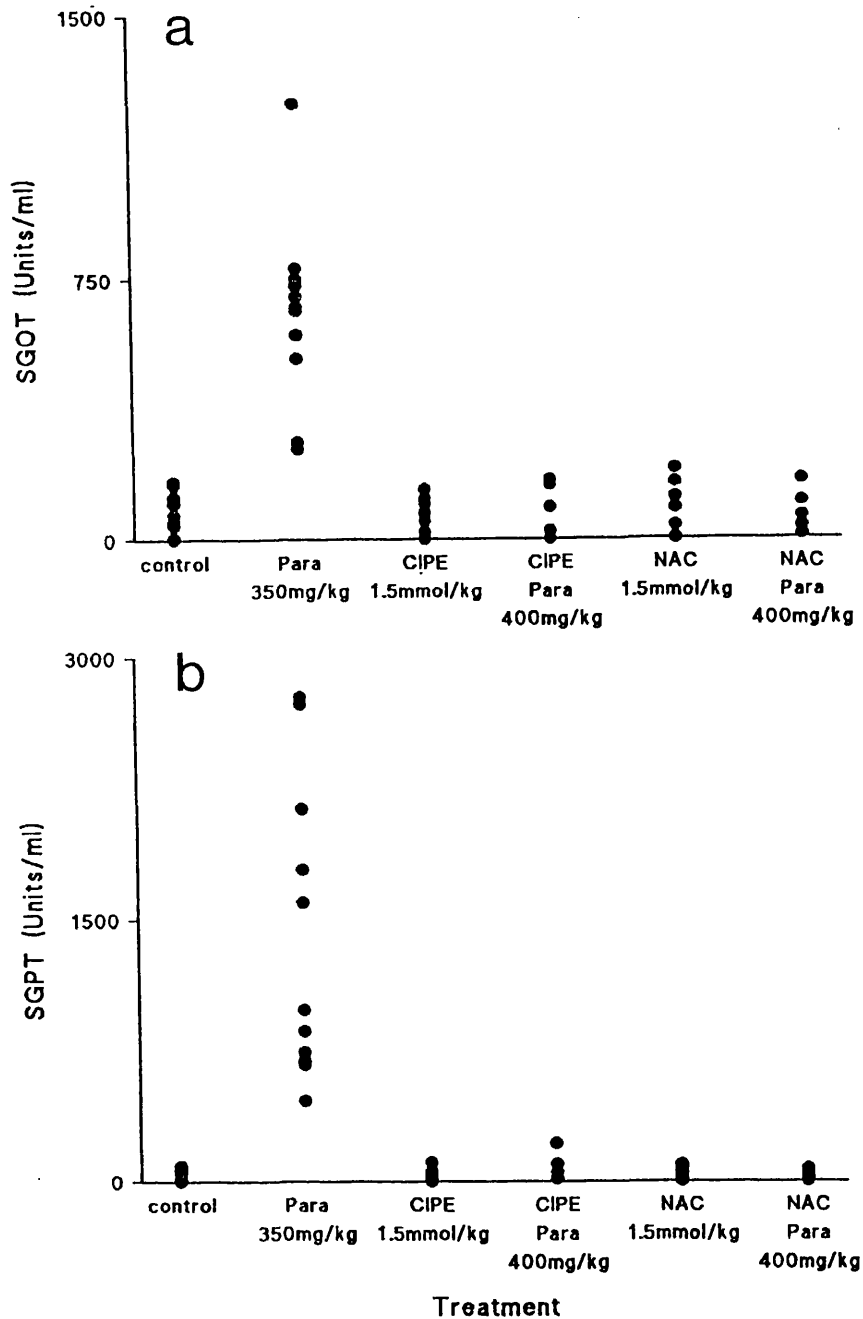 a
1500
750
0
SGOT (Units/ml)
control
Para
350mg/kg
CIPE
1.5mmol/kg
CIPE
Para
400mg/kg
NAC
1.5mmol/kg
NAC
Para
400mg/kg
b
3000
1500
0
SGPT (Units/ml)
control
Para
350mg/kg
CIPE
1.5mmol/kg
CIPE
Para
400mg/kg
NAC
1.5mmol/kg
NAC
Para
400mg/kg
Treatment